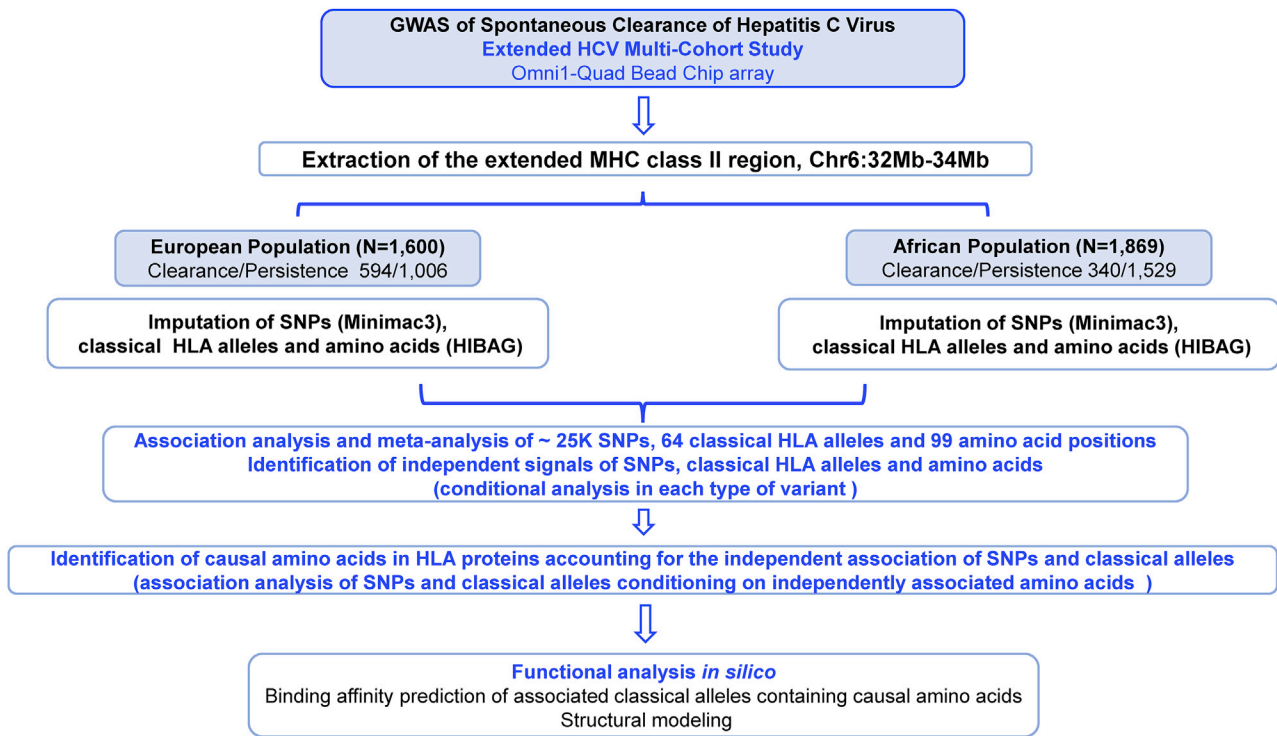 GWAS of Spontaneous Clearance of Hepatitis C Virus
Extended HCV Multi-Cohort Study
Omni1-Quad Bead Chip array
Extraction of the extended MHC class II region, Chr6:32Mb-34Mb
European Population (N=1,600)
Clearance/Persistence 594/1,006
African Population (N=1,869)
Clearance/Persistence 340/1,529
Imputation of SNPs (Minimac3),
classical HLA alleles and amino acids (HIBAG)
Imputation of SNPs (Minimac3),
classical HLA alleles and amino acids (HIBAG)
Association analysis and meta-analysis of ~ 25K SNPs, 64 classical HLA alleles and 99 amino acid positions
Identification of independent signals of SNPs, classical HLA alleles and amino acids
(conditional analysis in each type of variant )
Identification of causal amino acids in HLA proteins accounting for the independent association of SNPs and classical alleles
(association analysis of SNPs and classical alleles conditioning on independently associated amino acids )
Functional analysis in silico
Binding affinity prediction of associated classical alleles containing causal amino acids
Structural modeling